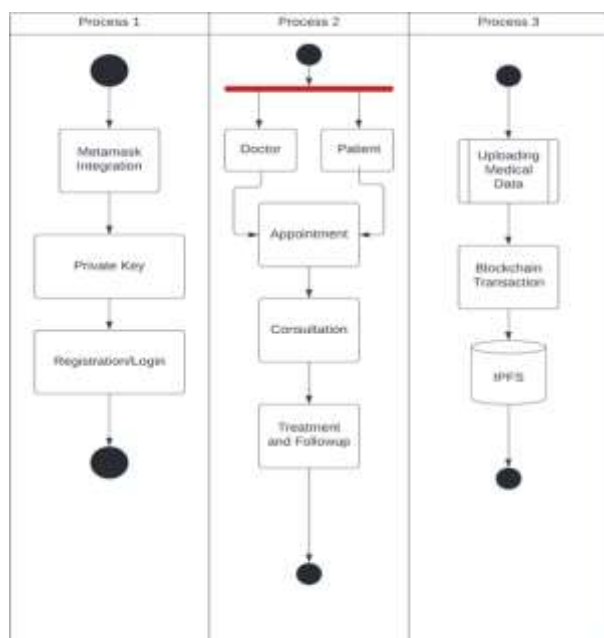 Process 1
Process 2
Process 3
Metamask
Integration
Private Key
Registration/Login
Doctor
Patient
Appointment
Consultation
Treatment
and Followup
Uploading
Medical
Data
Blockchain
Transaction
IPFS